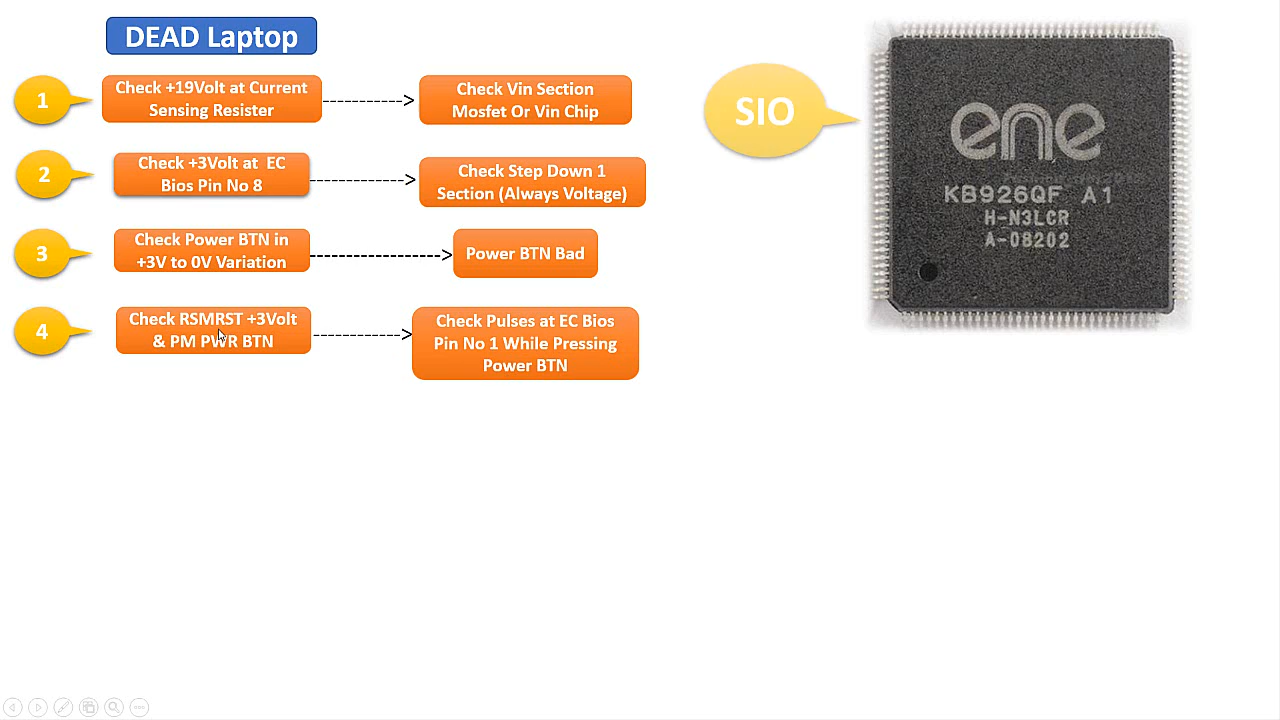 DEAD Laptop
1
Check +19Volt at Current
Sensing Resister
Check Vin Section
Mosfet Or Vin Chip
2
Check +3Volt at EC
Bios Pin No 8
Check Step Down 1
Section (Always Voltage)
3
Check Power BTN in
+3V to 0V Variation
Power BTN Bad
4
Check RSMRST +3Volt
& PM PWR BTN
Check Pulses at EC Bios
Pin No 1 While Pressing
Power BTN
SIO
ene
KB926QF A1
H-N3LCR
A-08202